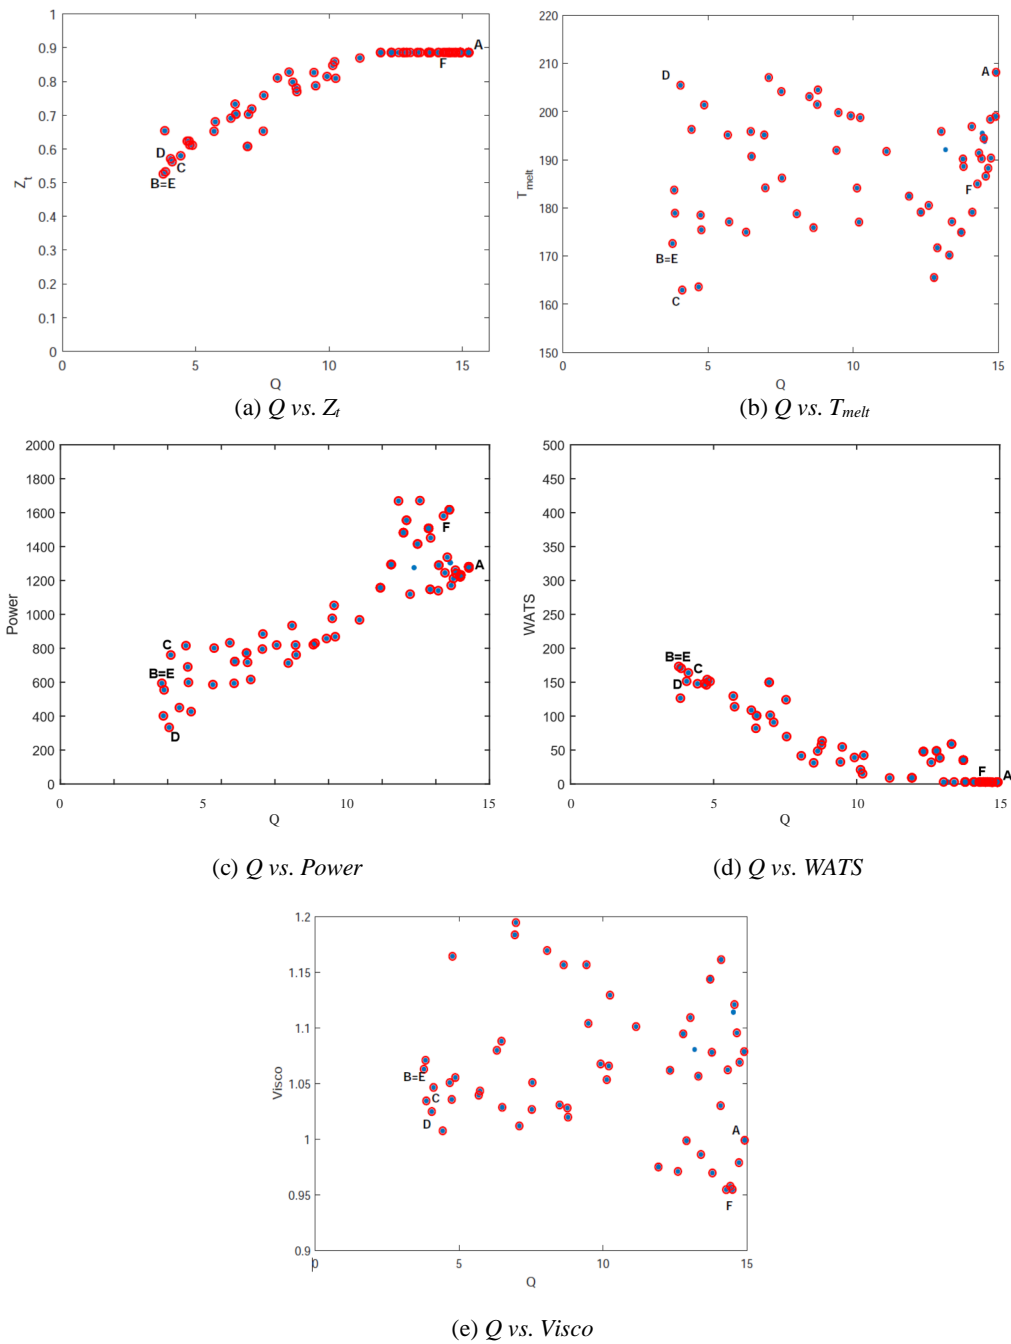 1
0.9
0.8
0.7
0.6
0.5
0.4
0.3
0.2
0.1
0
Z_t
A
F
D
C
B=E
0
5
10
15
Q
(a) Q vs. Z_t
220
210
200
190
180
170
160
150
T_melt
D
A
F
B=E
C
0
5
10
15
Q
(b) Q vs. T_melt
2000
1800
1600
1400
1200
1000
800
600
400
200
0
Power
F
A
C
B=E
D
0
5
10
15
Q
(c) Q vs. Power
500
450
400
350
300
250
200
150
100
50
0
WATS
B=E
C
D
F
A
0
5
10
15
Q
(d) Q vs. WATS
1.2
1.15
1.1
1.05
1
0.95
0.9
Visco
B=E
C
D
A
F
0
5
10
15
Q
(e) Q vs. Visco